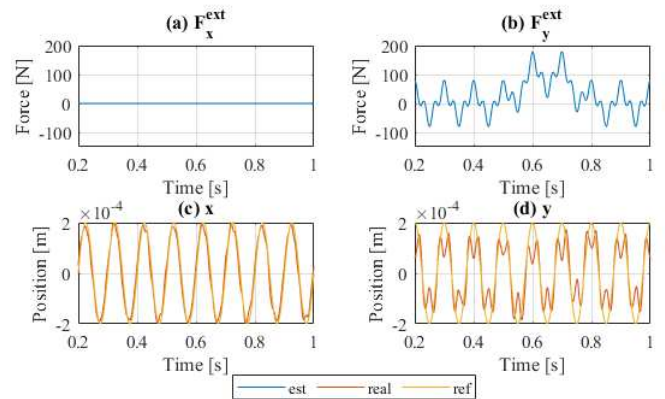 (a) F_x^ext
(b) F_y^ext
Force [N]
200
100
0
-100
0.2 0.4 0.6 0.8 1
Time [s]
Force [N]
200
100
0
-100
0.2 0.4 0.6 0.8 1
Time [s]
(c) x
×10^-4
Position [m]
2
0
-2
0.2 0.4 0.6 0.8 1
Time [s]
(d) y
×10^-4
Position [m]
2
0
-2
0.2 0.4 0.6 0.8 1
Time [s]
est real ref